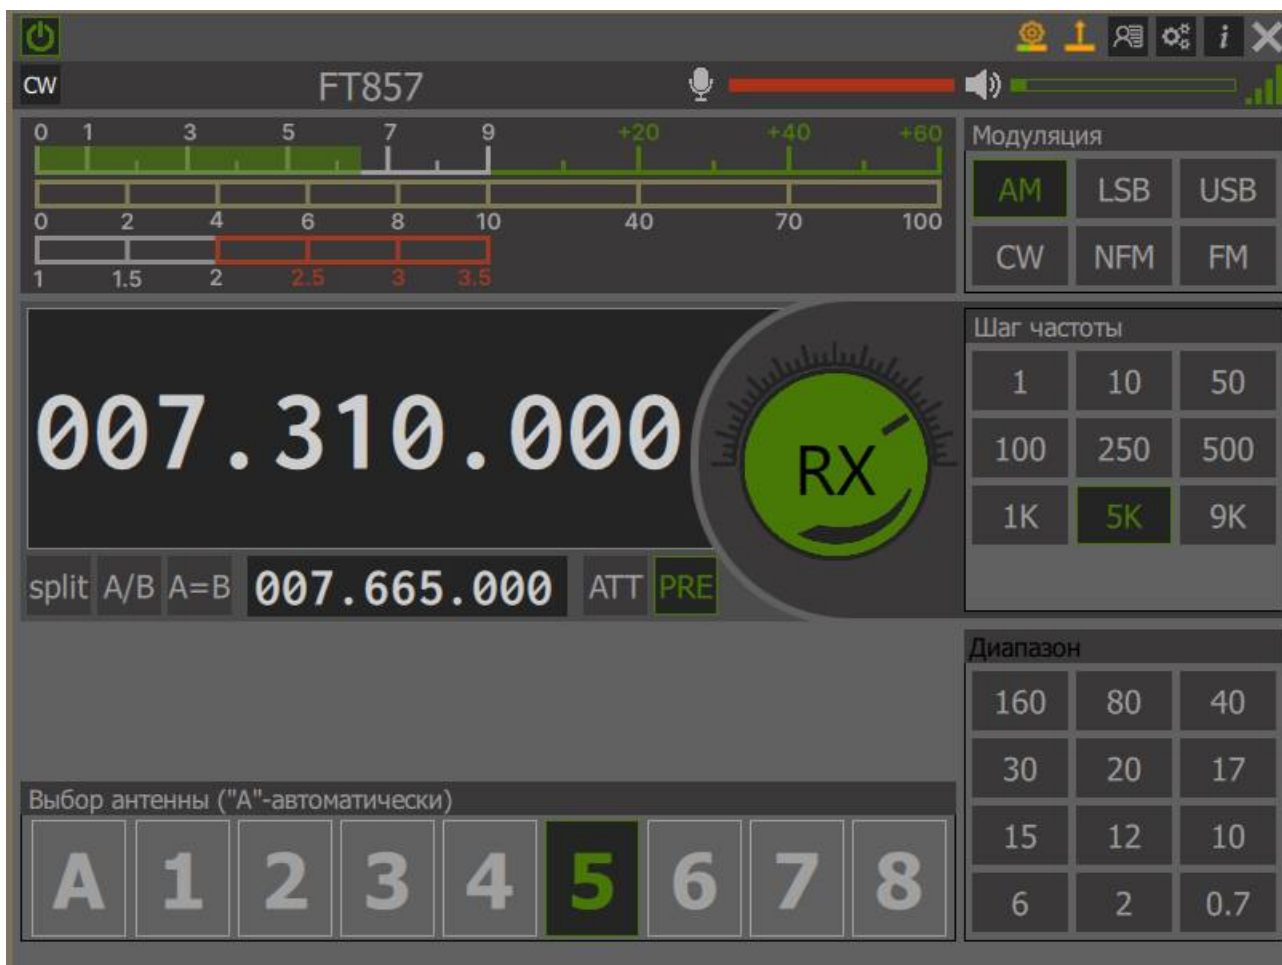 CW FT857
0 1 3 5 7 9 +20 +40 +60
0 2 4 6 8 10 40 70 100
1 1.5 2 2.5 3 3.5
Модуляция
AM LSB USB
CW NFM FM
007.310.000
RX
split A/B A=B 007.665.000 ATT PRE
Шаг частоты
1 10 50
100 250 500
1K 5K 9K
Диапазон
160 80 40
30 20 17
15 12 10
6 2 0.7
Выбор антенны ("A"-автоматически)
A 1 2 3 4 5 6 7 8